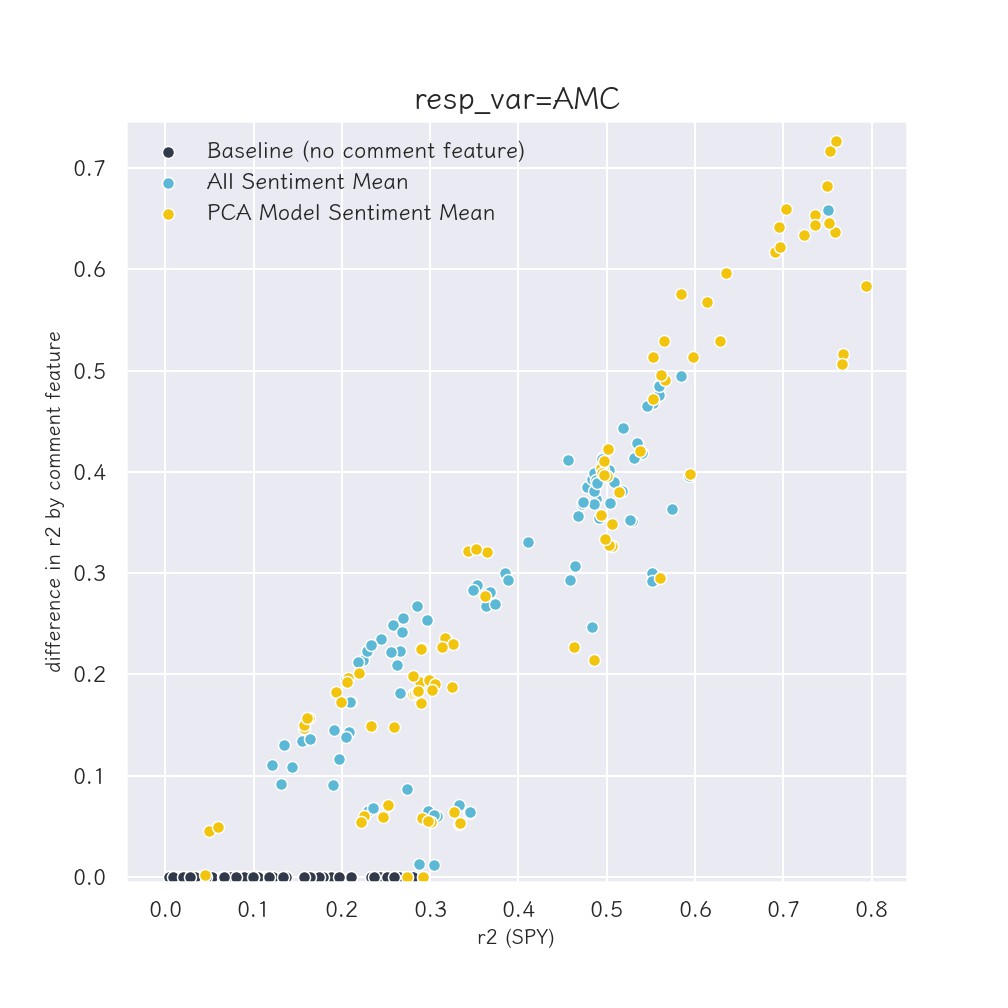 resp_var=AMC
Baseline (no comment feature)
All Sentiment Mean
PCA Model Sentiment Mean
difference in r2 by comment feature
0.7
0.6
0.5
0.4
0.3
0.2
0.1
0.0
0.0 0.1 0.2 0.3 0.4 0.5 0.6 0.7 0.8
r2 (SPY)